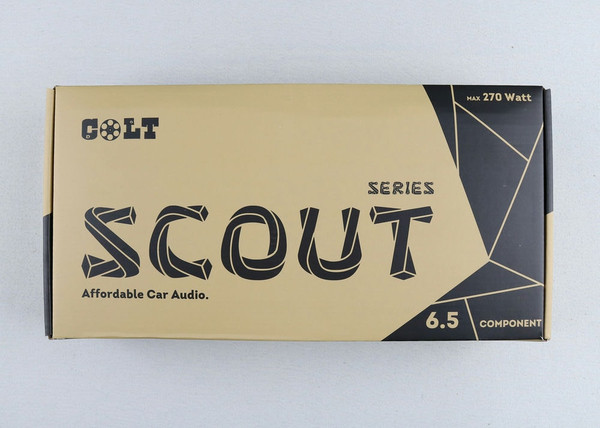 COLT
MAX 270 Watt
SERIES
SCOUT
Affordable Car Audio.
6.5 COMPONENT